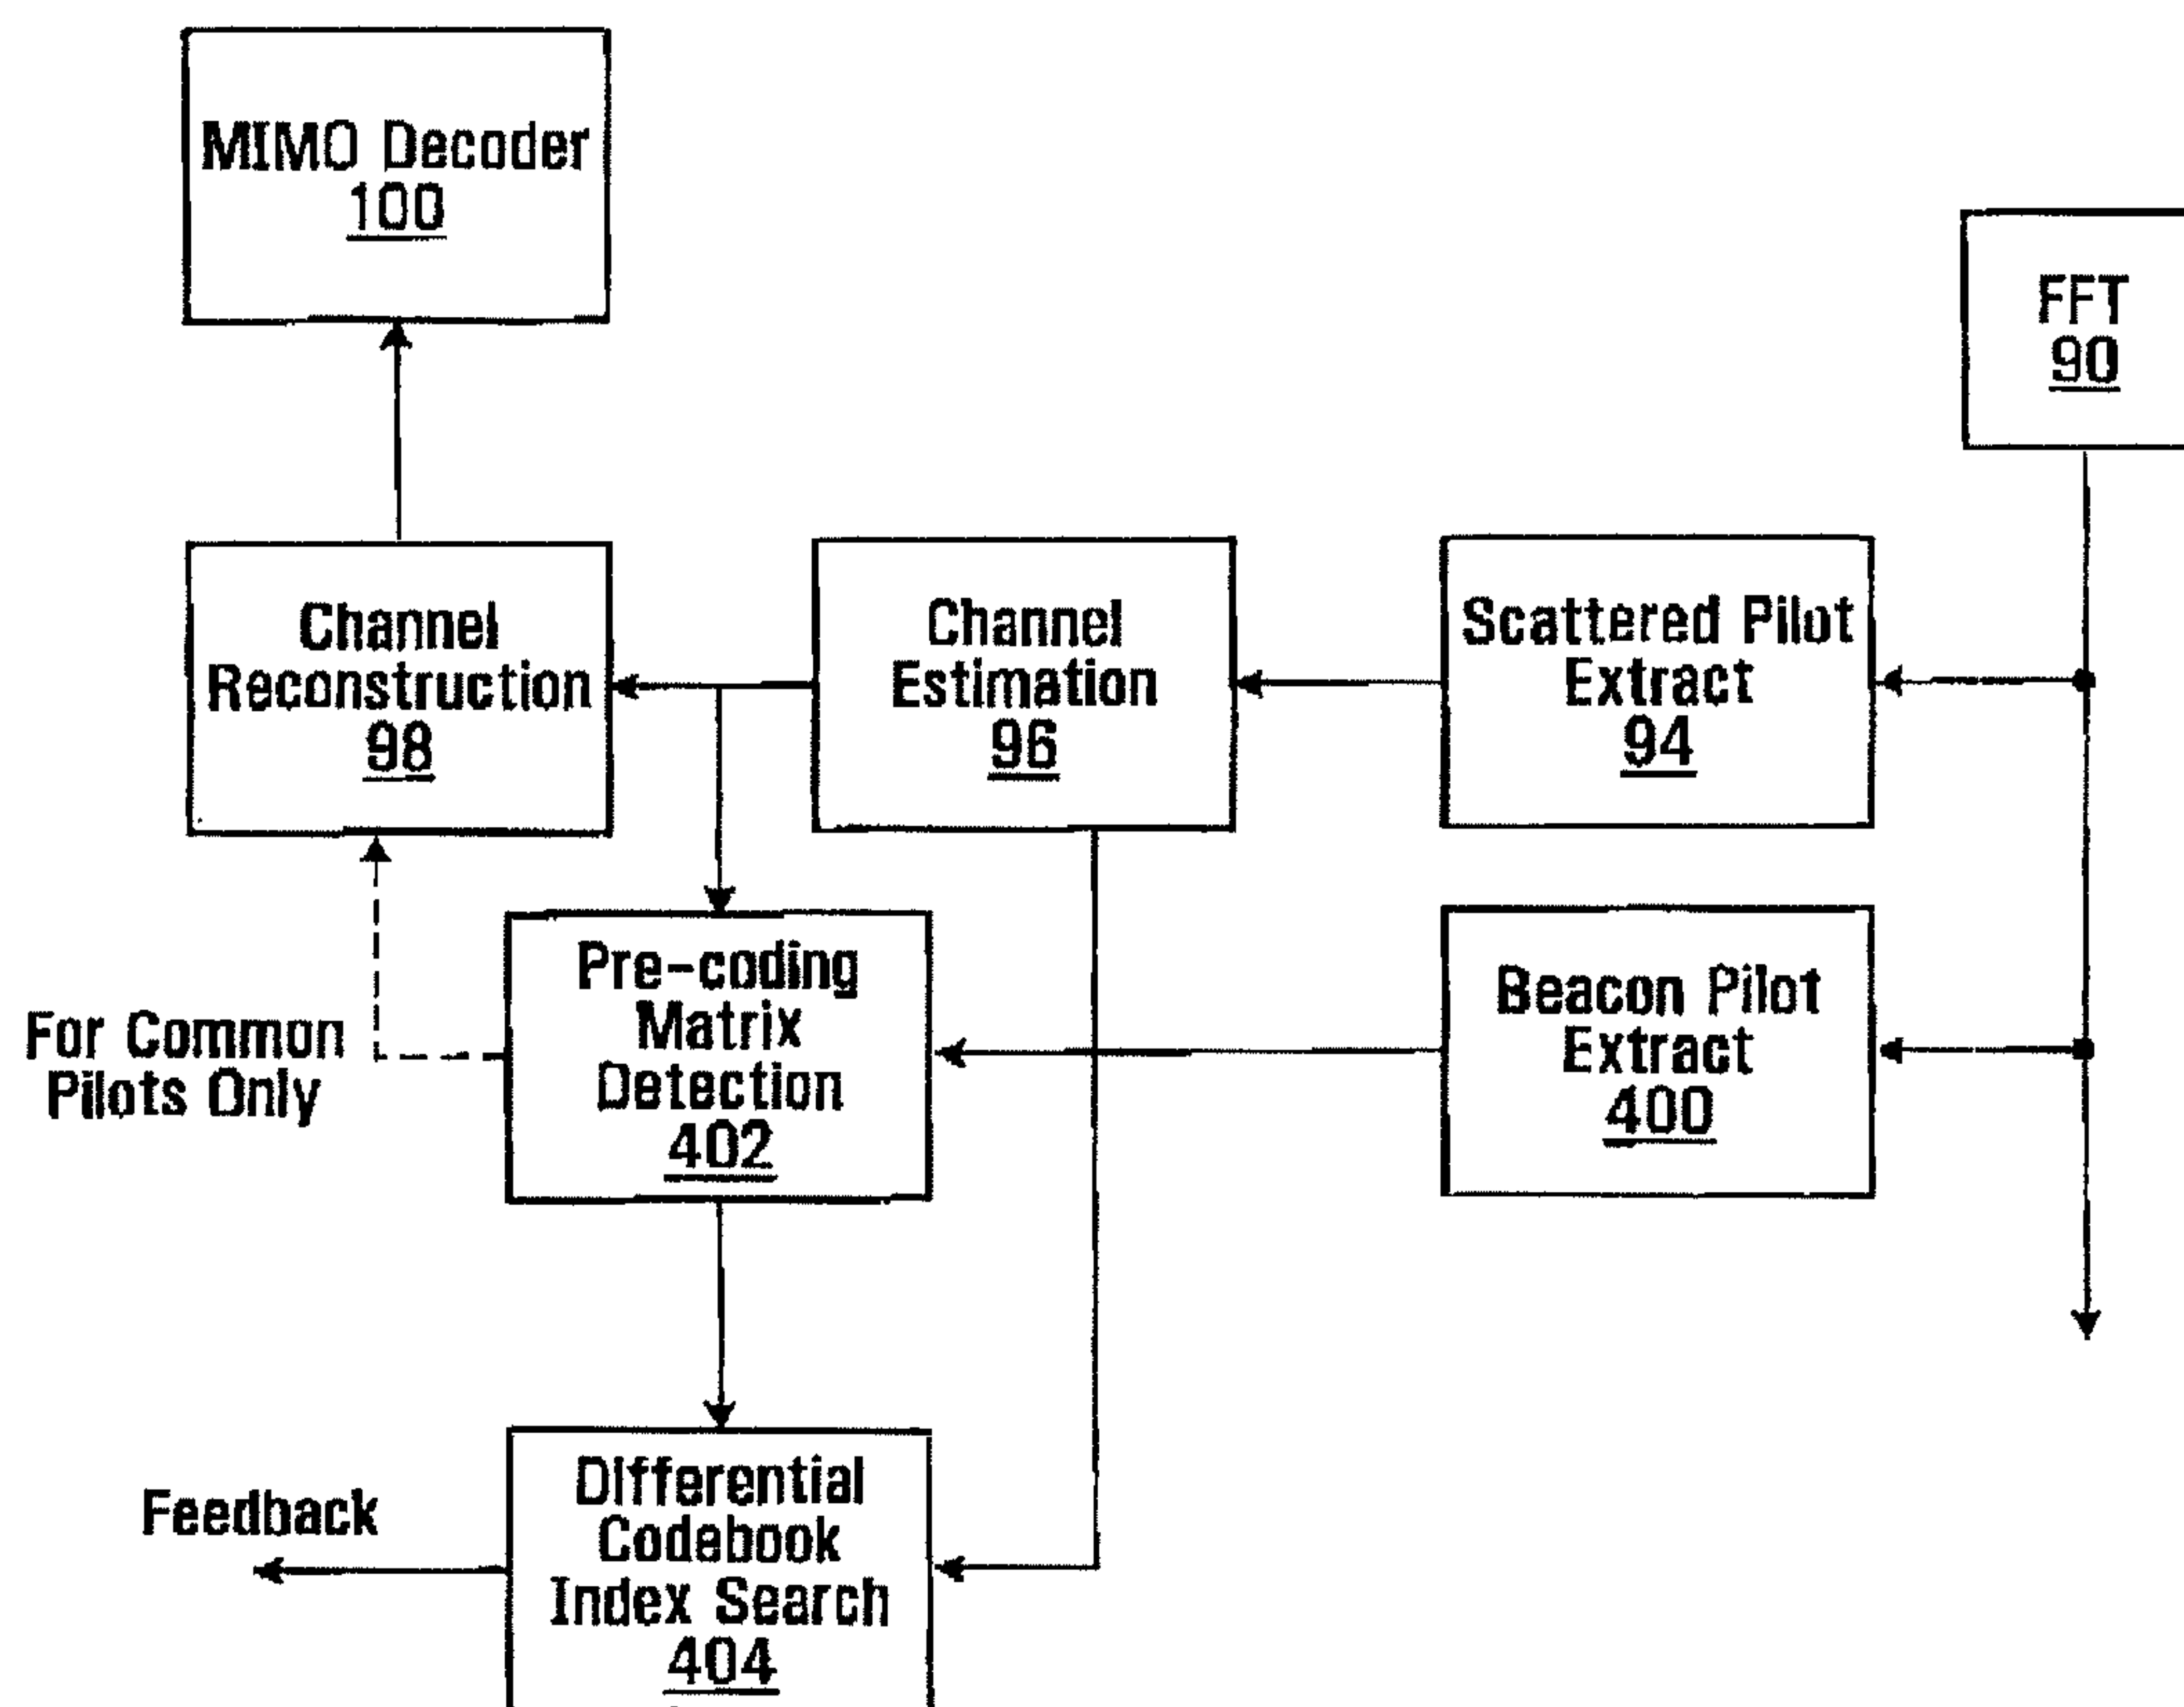 MIMO Decoder
100
FFT
90
Channel
Reconstruction
98
Channel
Estimation
96
Scattered Pilot
Extract
94
For Common
Pilots Only
Pre-coding
Matrix
Detection
402
Beacon Pilot
Extract
400
Feedback
Differential
Codebook
Index Search
404